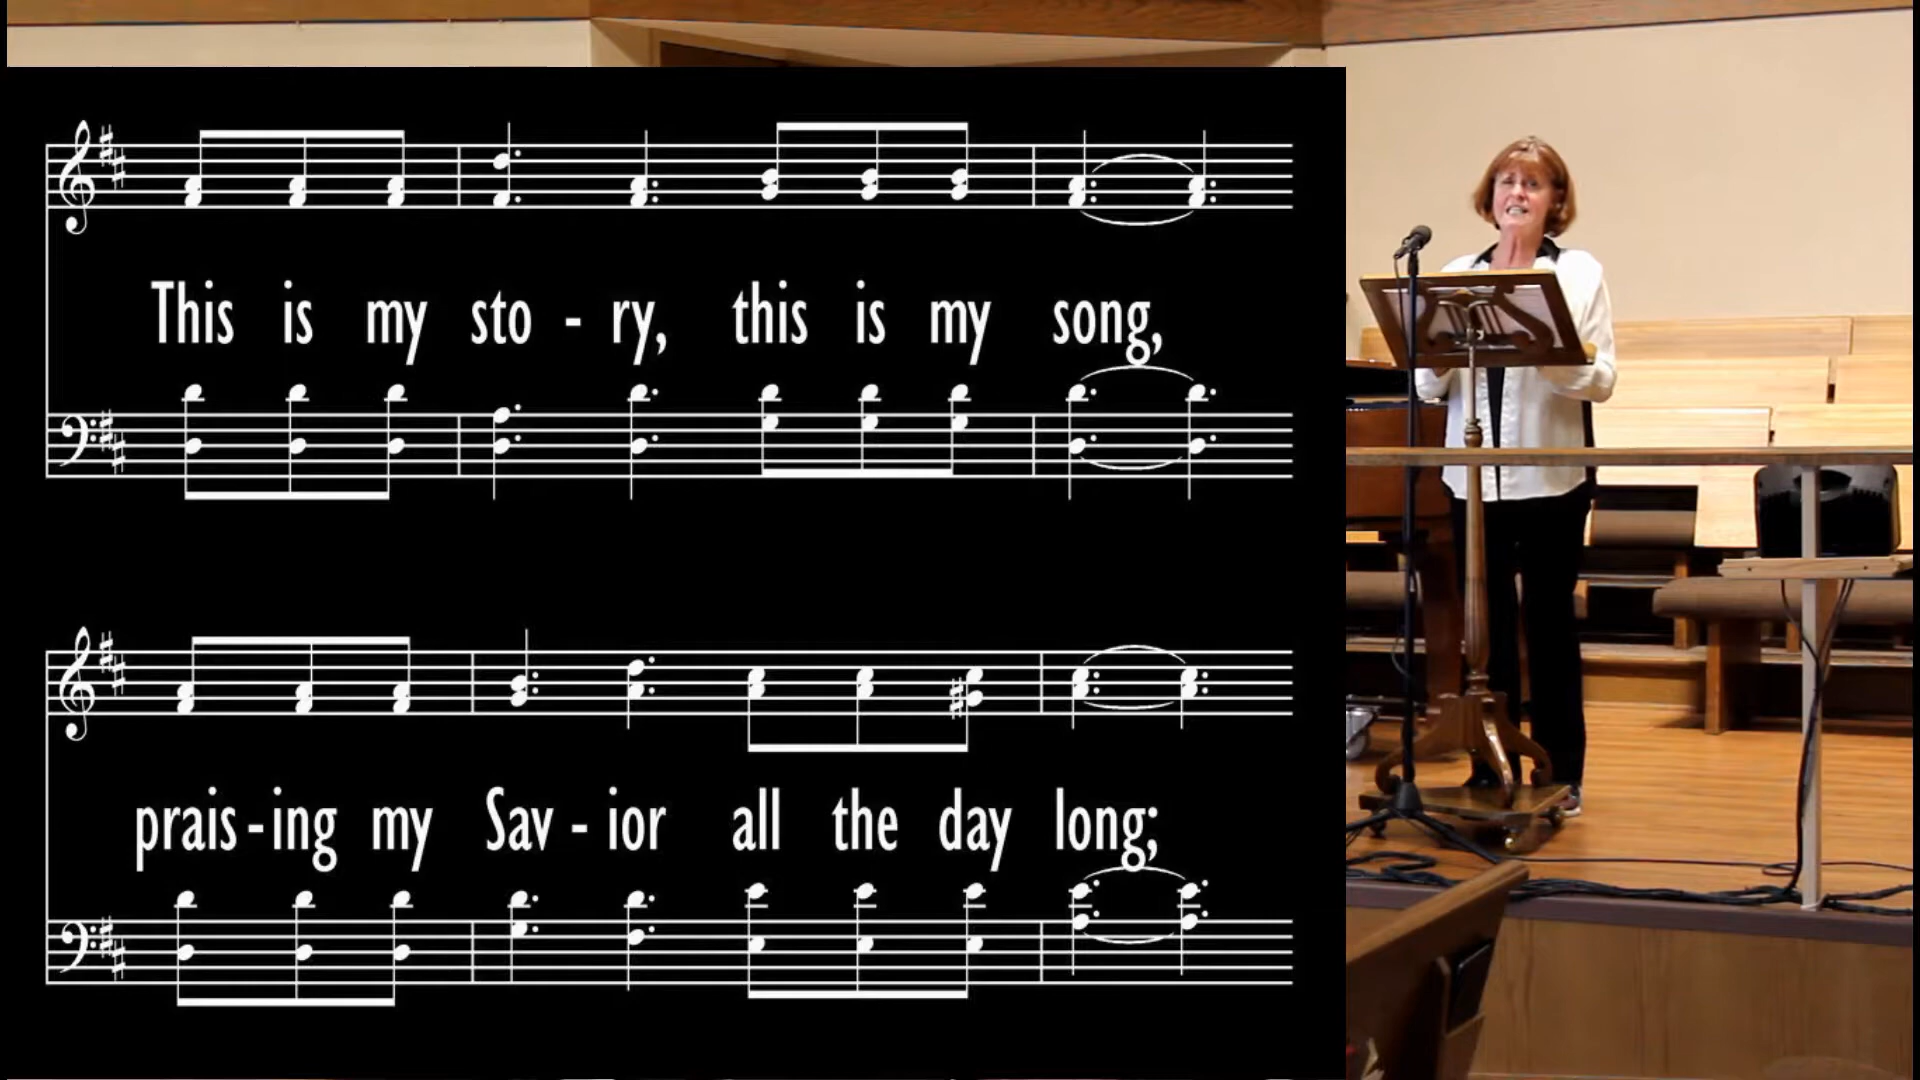 This is my sto - ry, this is my song,
prais - ing my Sav - ior all the day long;